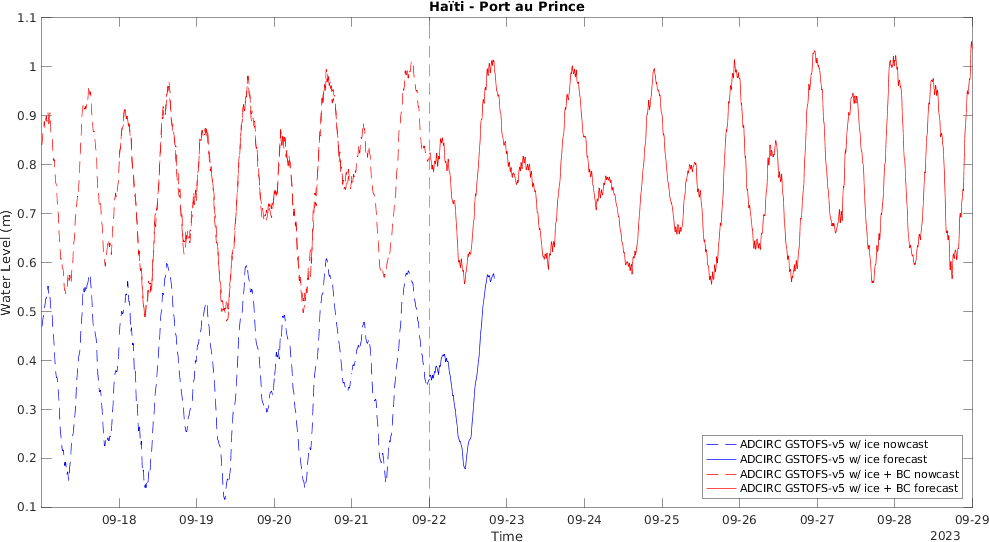 Haïti - Port au Prince
Water Level (m)
1.1
1
0.9
0.8
0.7
0.6
0.5
0.4
0.3
0.2
0.1
ADCIRC GSTOFS-v5 w/ ice nowcast
ADCIRC GSTOFS-v5 w/ ice forecast
ADCIRC GSTOFS-v5 w/ ice + BC nowcast
ADCIRC GSTOFS-v5 w/ ice + BC forecast
09-18 09-19 09-20 09-21 09-22 09-23 09-24 09-25 09-26 09-27 09-28 09-29
Time
2023